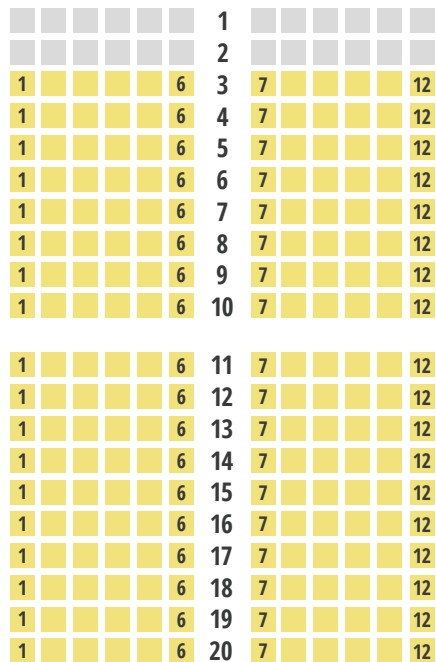 1
2
1 6 3 7 12
1 6 4 7 12
1 6 5 7 12
1 6 6 7 12
1 6 7 7 12
1 6 8 7 12
1 6 9 7 12
1 6 10 7 12
1 6 11 7 12
1 6 12 7 12
1 6 13 7 12
1 6 14 7 12
1 6 15 7 12
1 6 16 7 12
1 6 17 7 12
1 6 18 7 12
1 6 19 7 12
1 6 20 7 12